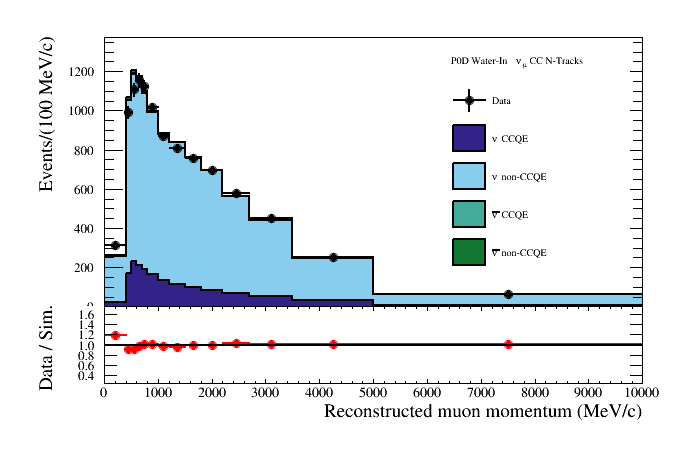 P0D Water-In ν μ CC N-Tracks
Data
ν CCQE
ν non-CCQE
ν̅ CCQE
ν̅ non-CCQE
Events/(100 MeV/c)
1200
1000
800
600
400
200
0
Data / Sim.
1.6
1.4
1.2
1.0
0.8
0.6
0.4
0 1000 2000 3000 4000 5000 6000 7000 8000 9000 10000
Reconstructed muon momentum (MeV/c)